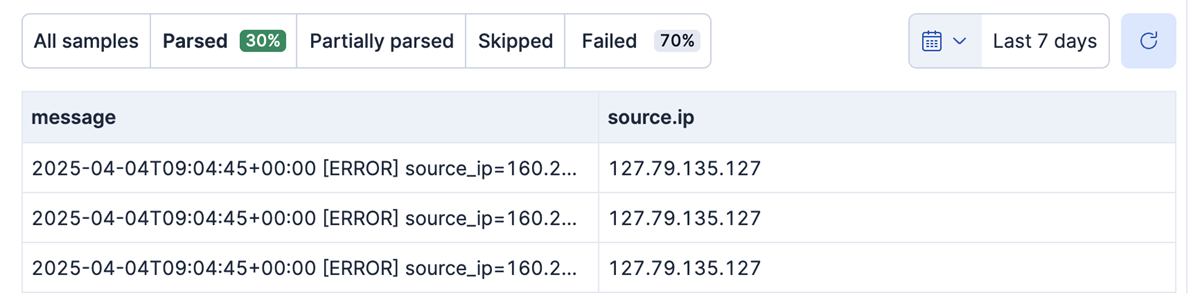 All samples Parsed 30% Partially parsed Skipped Failed 70% Last 7 days
message source.ip
2025-04-04T09:04:45+00:00 [ERROR] source_ip=160.2... 127.79.135.127
2025-04-04T09:04:45+00:00 [ERROR] source_ip=160.2... 127.79.135.127
2025-04-04T09:04:45+00:00 [ERROR] source_ip=160.2... 127.79.135.127